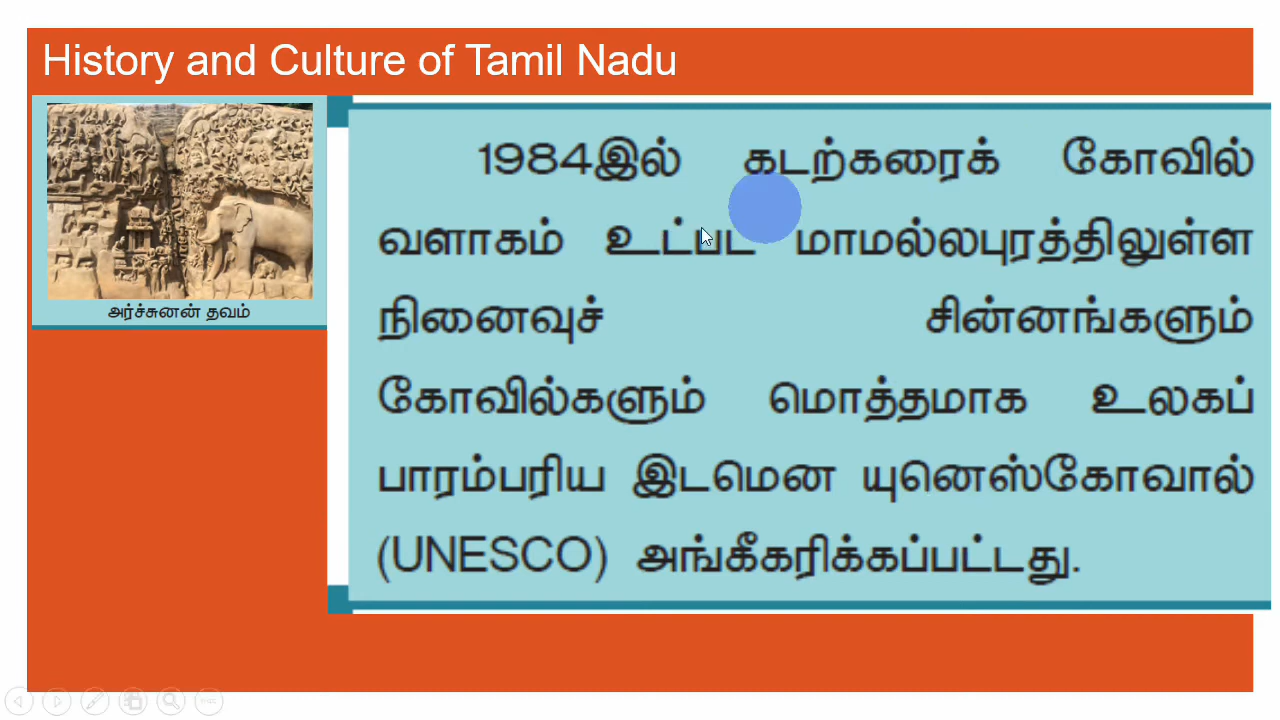 History and Culture of Tamil Nadu
அர்ச்சுனன் தவம்
1984இல் கடற்கரைக் கோவில்
வளாகம் உட்பட மாமல்லபுரத்திலுள்ள
நினைவுச் சின்னங்களும்
கோவில்களும் மொத்தமாக உலகப்
பாரம்பரிய இடமென யுனெஸ்கோவால்
(UNESCO) அங்கீகரிக்கப்பட்டது.